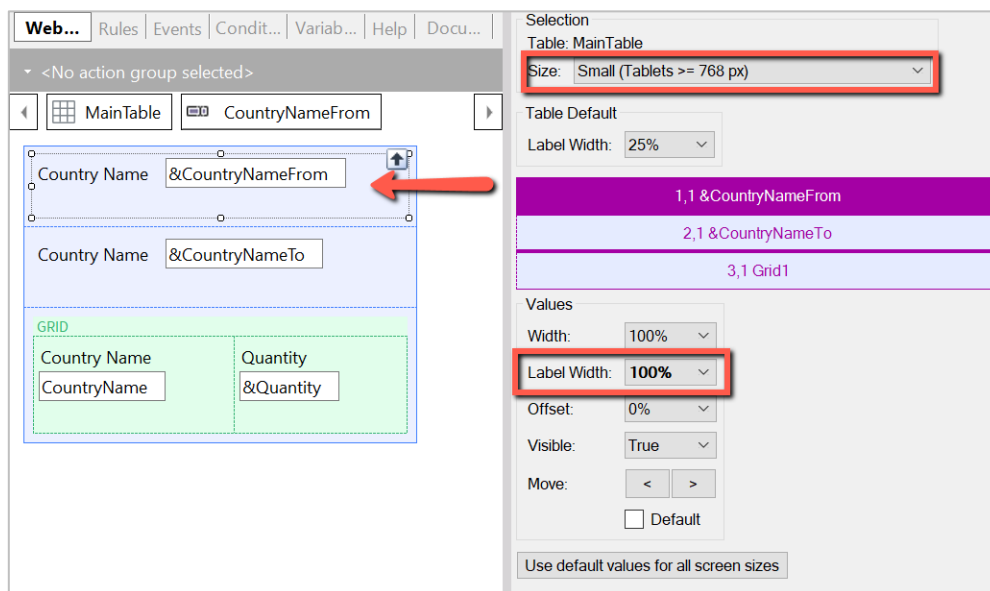 Web... Rules Events Condit... Variab... Help Docu...
<No action group selected>
MainTable CountryNameFrom
Country Name &CountryNameFrom
Country Name &CountryNameTo
GRID
Country Name Quantity
CountryName &Quantity
Selection
Table: MainTable
Size: Small (Tablets >= 768 px)
Table Default
Label Width: 25%
1,1 &CountryNameFrom
2,1 &CountryNameTo
3,1 Grid1
Values
Width: 100%
Label Width: 100%
Offset: 0%
Visible: True
Move: < >
Default
Use default values for all screen sizes